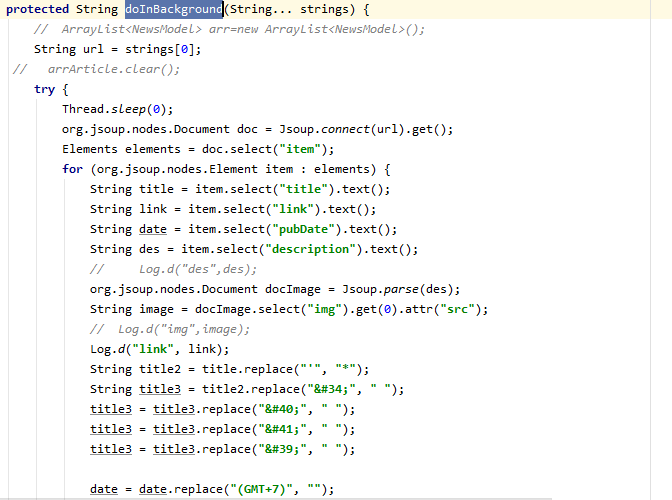 protected String doInBackground(String... strings) {
//  ArrayList<NewsModel> arr=new ArrayList<NewsModel>();
String url = strings[0];
//   arrArticle.clear();
try {
Thread.sleep(0);
org.jsoup.nodes.Document doc = Jsoup.connect(url).get();
Elements elements = doc.select("item");
for (org.jsoup.nodes.Element item : elements) {
String title = item.select("title").text();
String link = item.select("link").text();
String date = item.select("pubDate").text();
String des = item.select("description").text();
//     Log.d("des",des);
org.jsoup.nodes.Document docImage = Jsoup.parse(des);
String image = docImage.select("img").get(0).attr("src");
//  Log.d("img",image);
Log.d("link", link);
String title2 = title.replace("'", "*");
String title3 = title2.replace("&#34;", " ");
title3 = title3.replace("&#40;", " ");
title3 = title3.replace("&#41;", " ");
title3 = title3.replace("&#39;", " ");
date = date.replace("(GMT+7)", "");